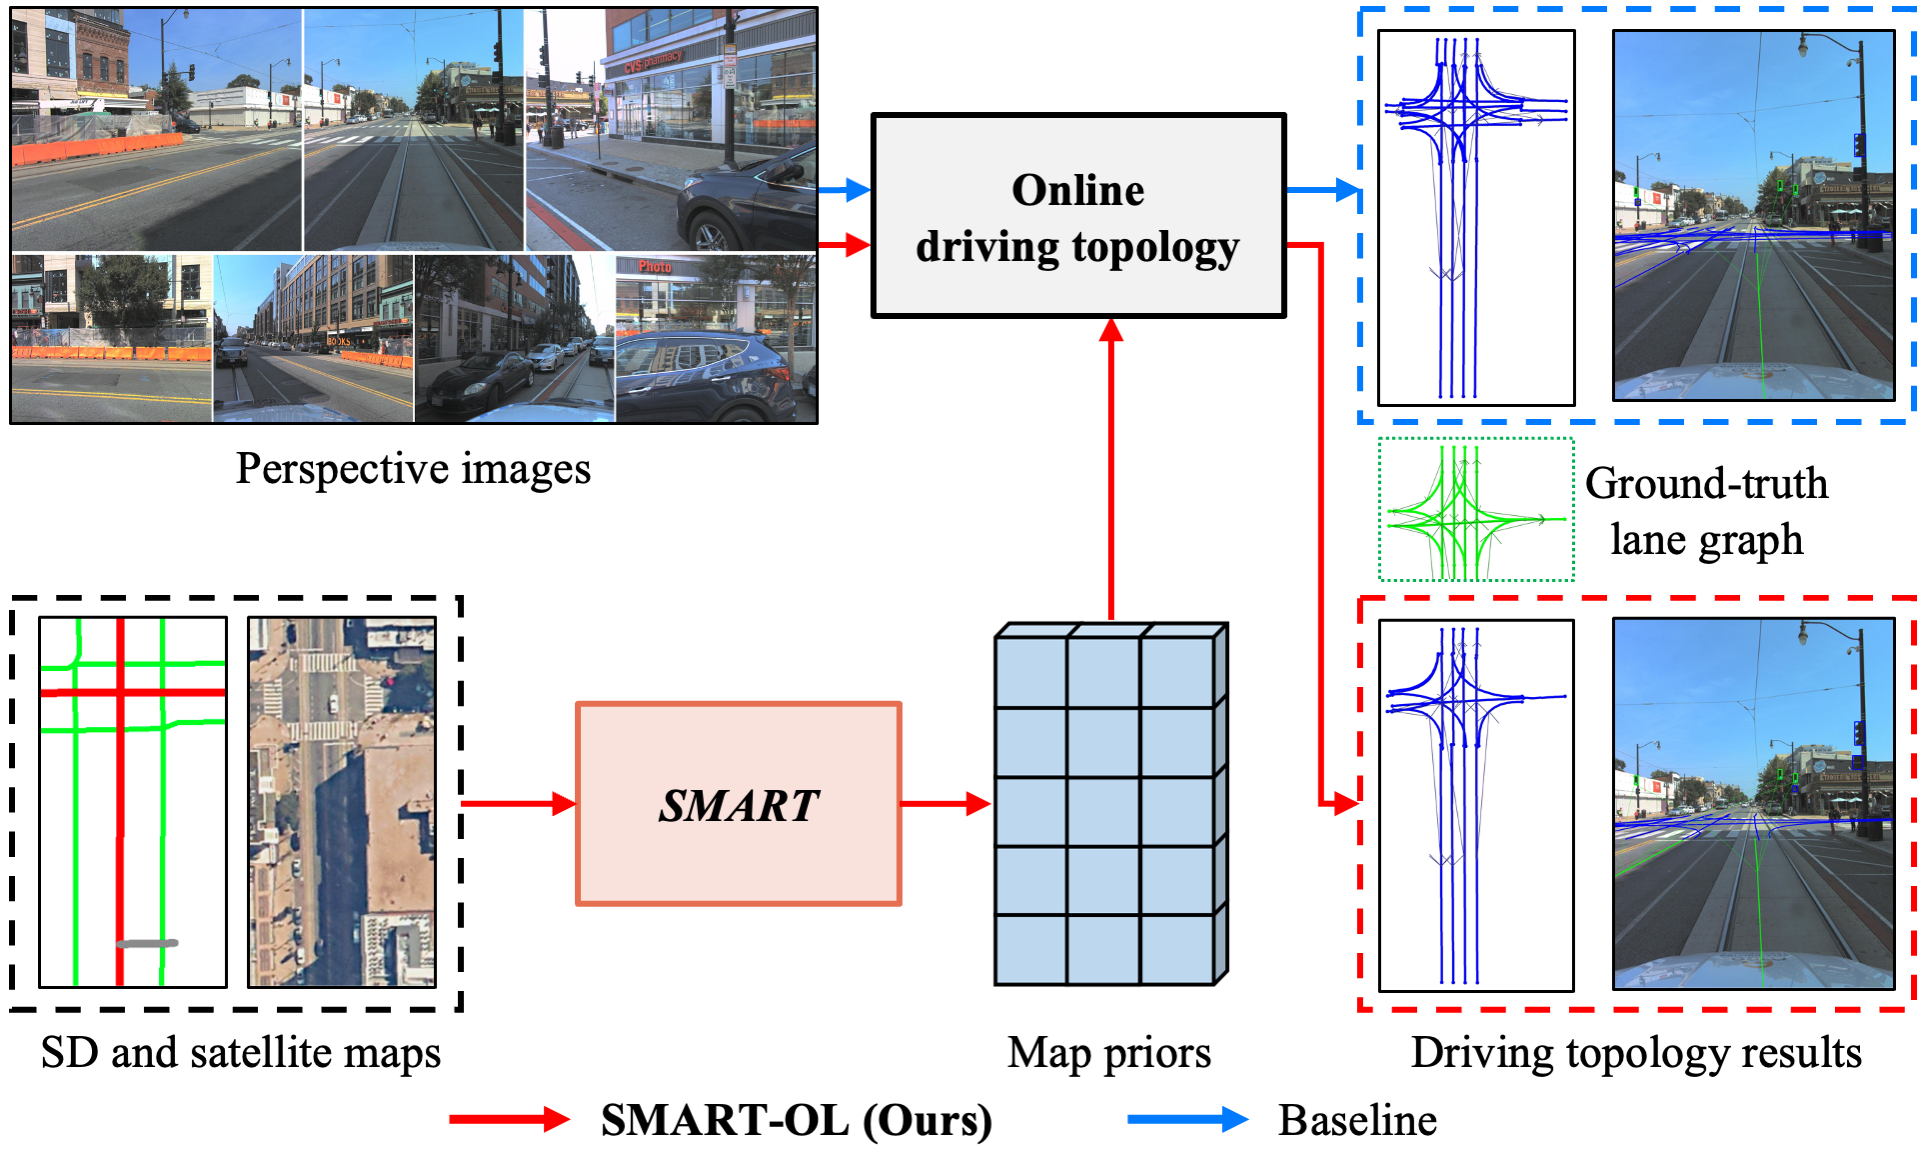 CVS pharmacy
Photo
BOOKS
Perspective images
Online
driving topology
Ground-truth
lane graph
SMART
SD and satellite maps
Map priors
Driving topology results
SMART-OL (Ours)
Baseline